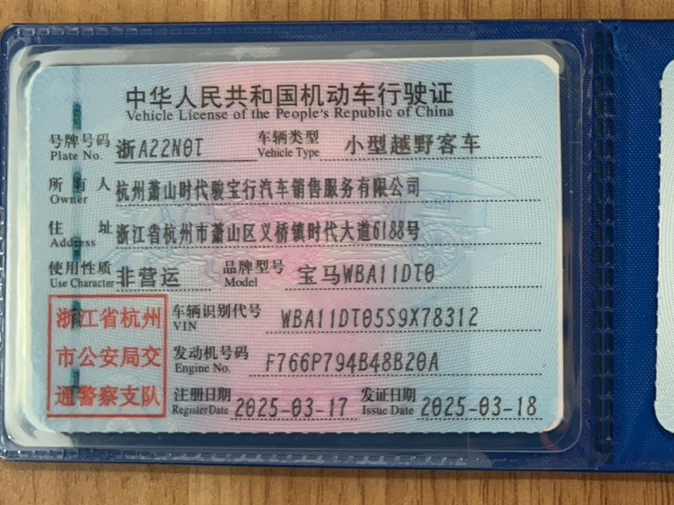 中华人民共和国机动车行驶证
Vehicle License of the People's Republic of China
号牌号码 浙A22N0T 车辆类型 小型越野客车
Plate No. Vehicle Type
所有人 杭州萧山时代骏宝行汽车销售服务有限公司
Owner
住址 浙江省杭州市萧山区义桥镇时代大道6188号
Address
使用性质 非营运 品牌型号 宝马WBA11DT0
Use Character Model
浙江省杭州
市公安局交
通警察支队
车辆识别代号 WBA11DT05S9X78312
VIN
发动机号码 F766P794B48B20A
Engine No.
注册日期 2025-03-17 发证日期 2025-03-18
Register Date Issue Date